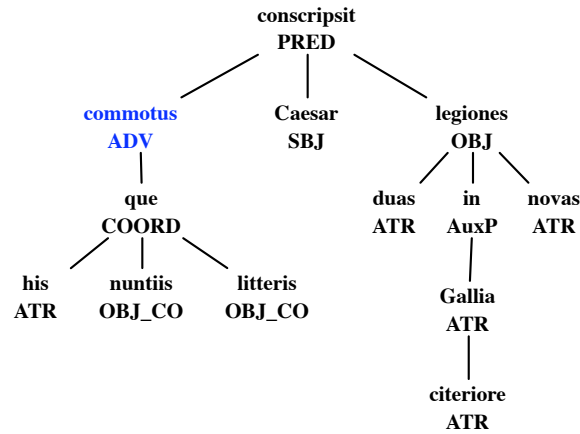 conscripsit
PRED
commotus Caesar legiones
ADV SBJ OBJ
que duas in novas
COORD ATR AuxP ATR
his nuntiis litteris
ATR OBJ_CO OBJ_CO
Gallia
ATR
citeriore
ATR